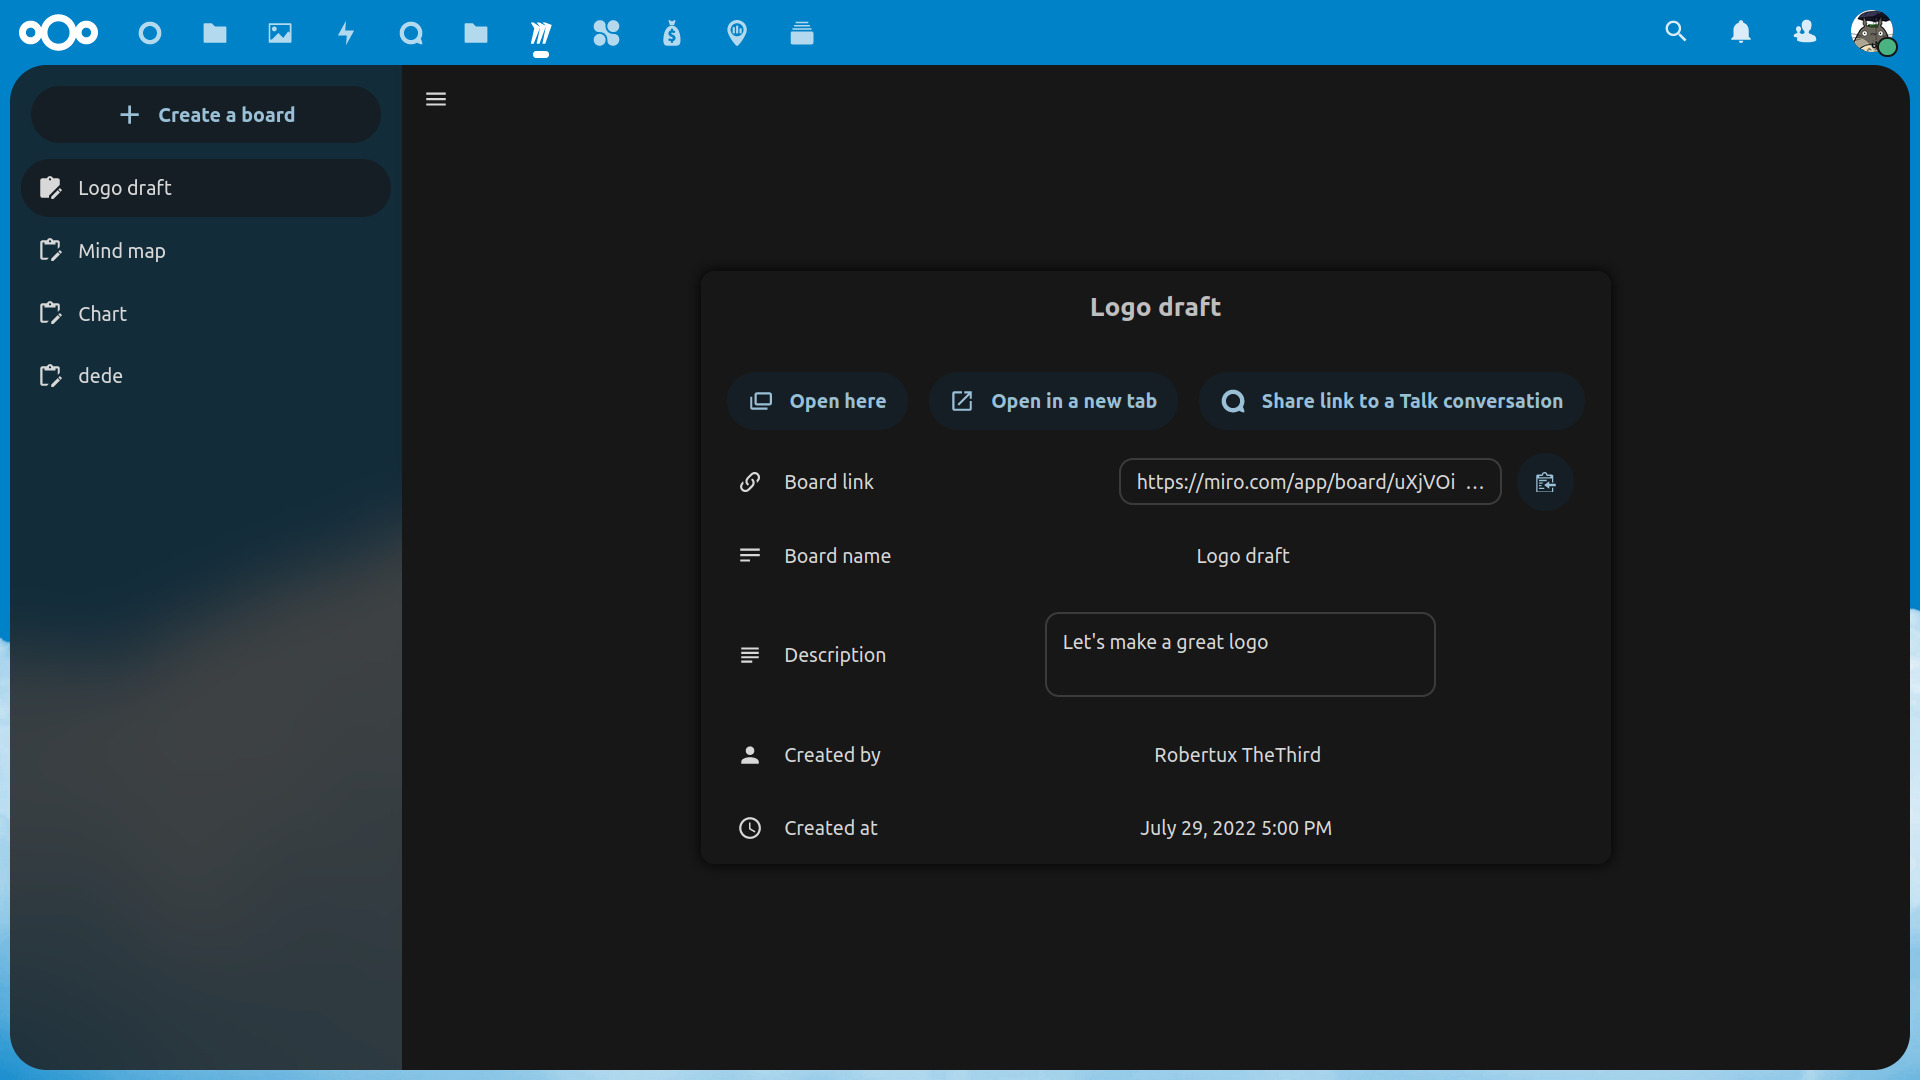 Create a board
Logo draft
Mind map
Chart
dede
Logo draft
Open here
Open in a new tab
Share link to a Talk conversation
Board link
https://miro.com/app/board/uXjVOi ...
Board name
Logo draft
Description
Let's make a great logo
Created by
Robertux TheThird
Created at
July 29, 2022 5:00 PM